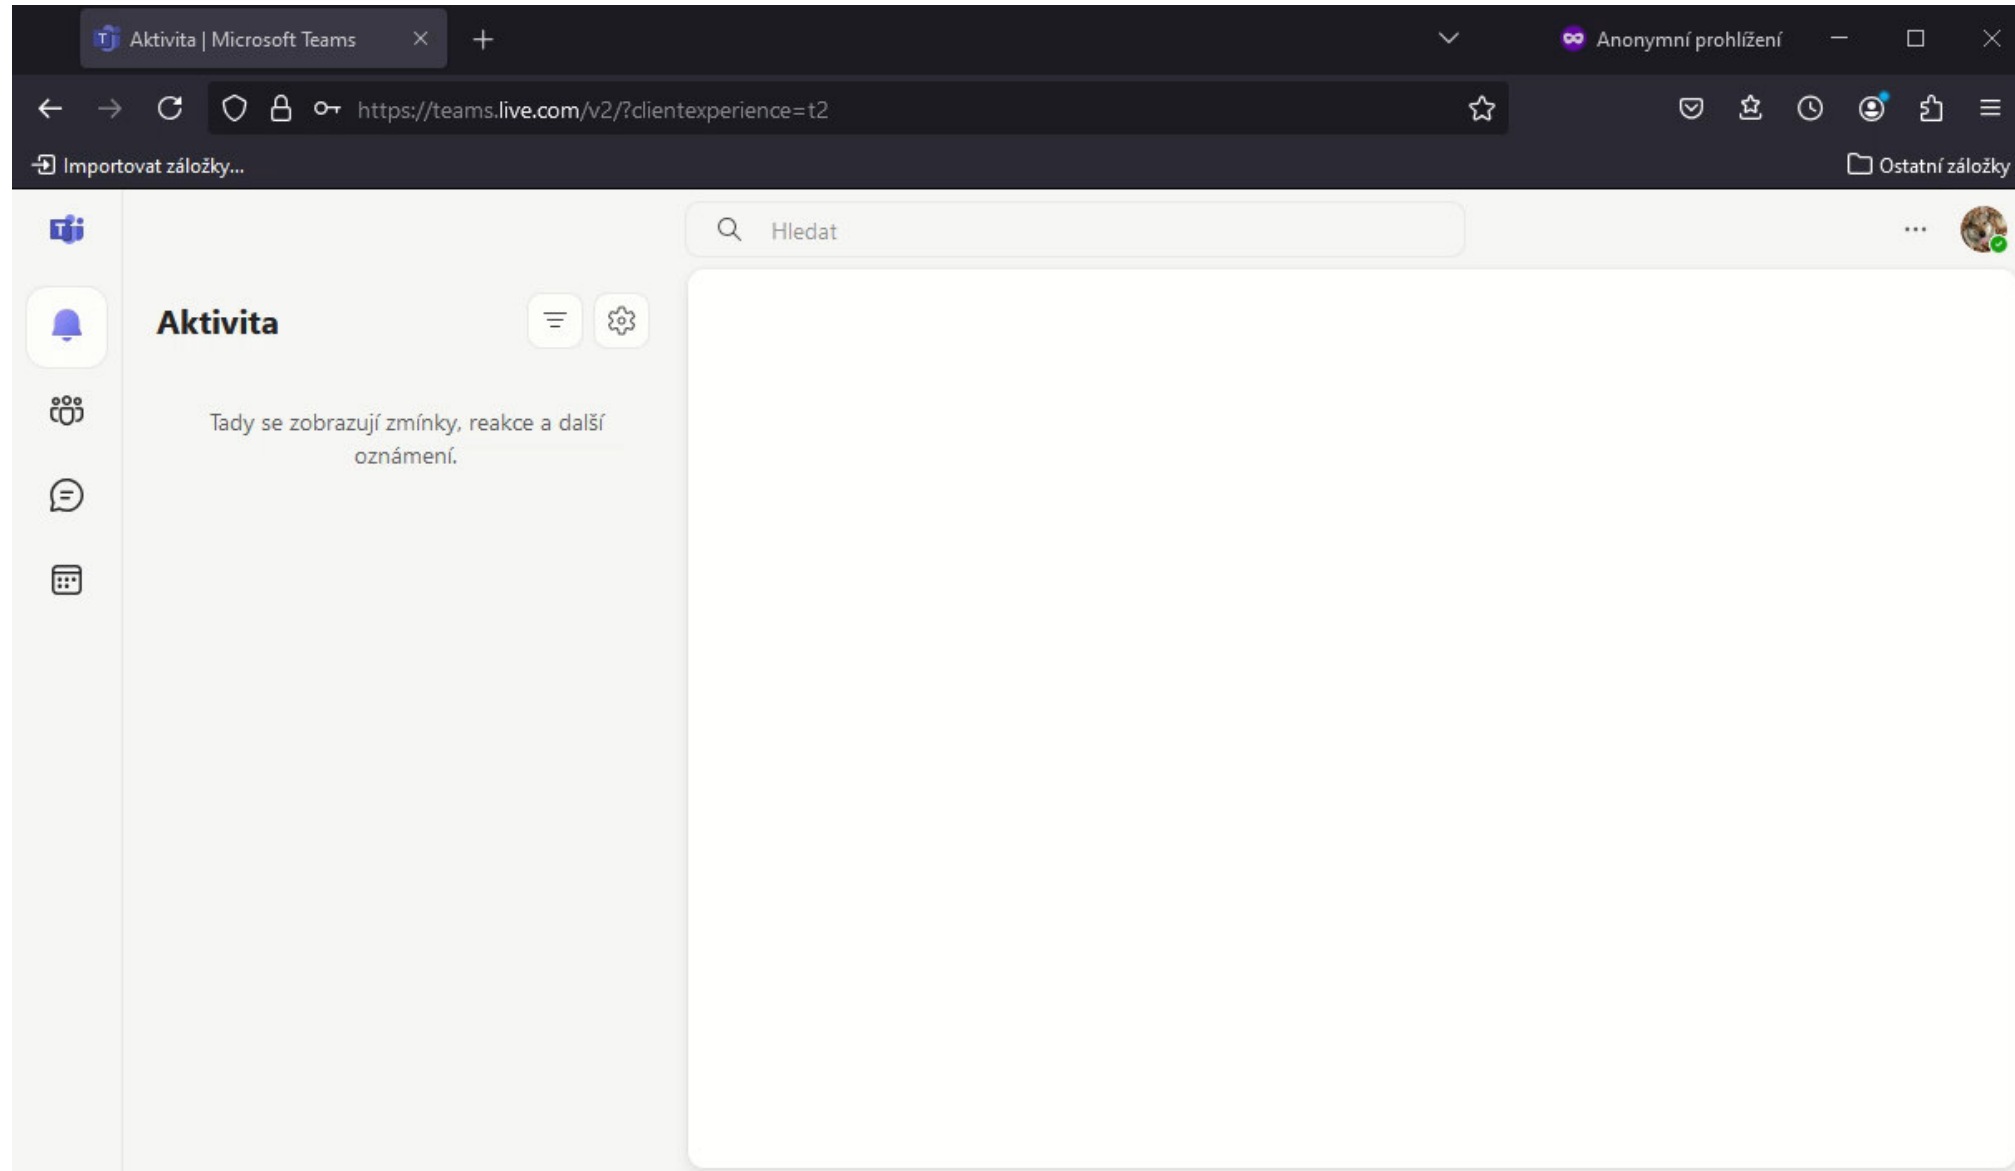 Aktivita | Microsoft Teams
Anonymní prohlížení
https://teams.live.com/v2/?clientexperience=t2
Importovat záložky...
Ostatní záložky
Hledat
Aktivita
Tady se zobrazují zmínky, reakce a další
oznámení.